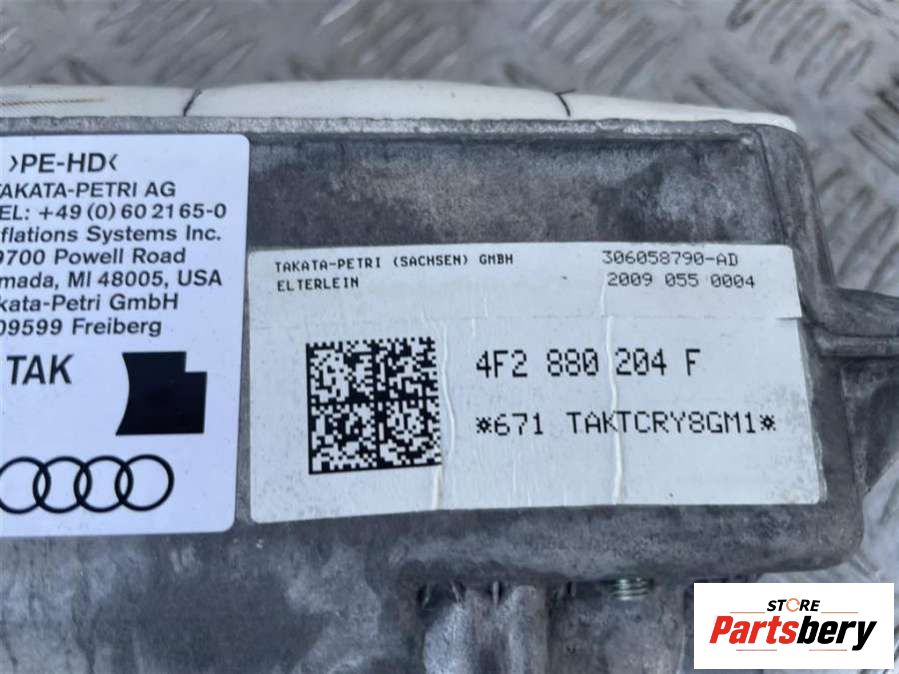 >PE-HD<
TAKATA-PETRI AG
EL: +49 (0) 60 21 65-0
flations Systems Inc.
9700 Powell Road
mada, MI 48005, USA
kata-Petri GmbH
09599 Freiberg
TAK
TAKATA-PETRI (SACHSEN) GMBH
ELTERLEIN
306058790-AD
2009 055 0004
4F2 880 204 F
*671 TAKTCRY8GM1*
STORE
Partsbery